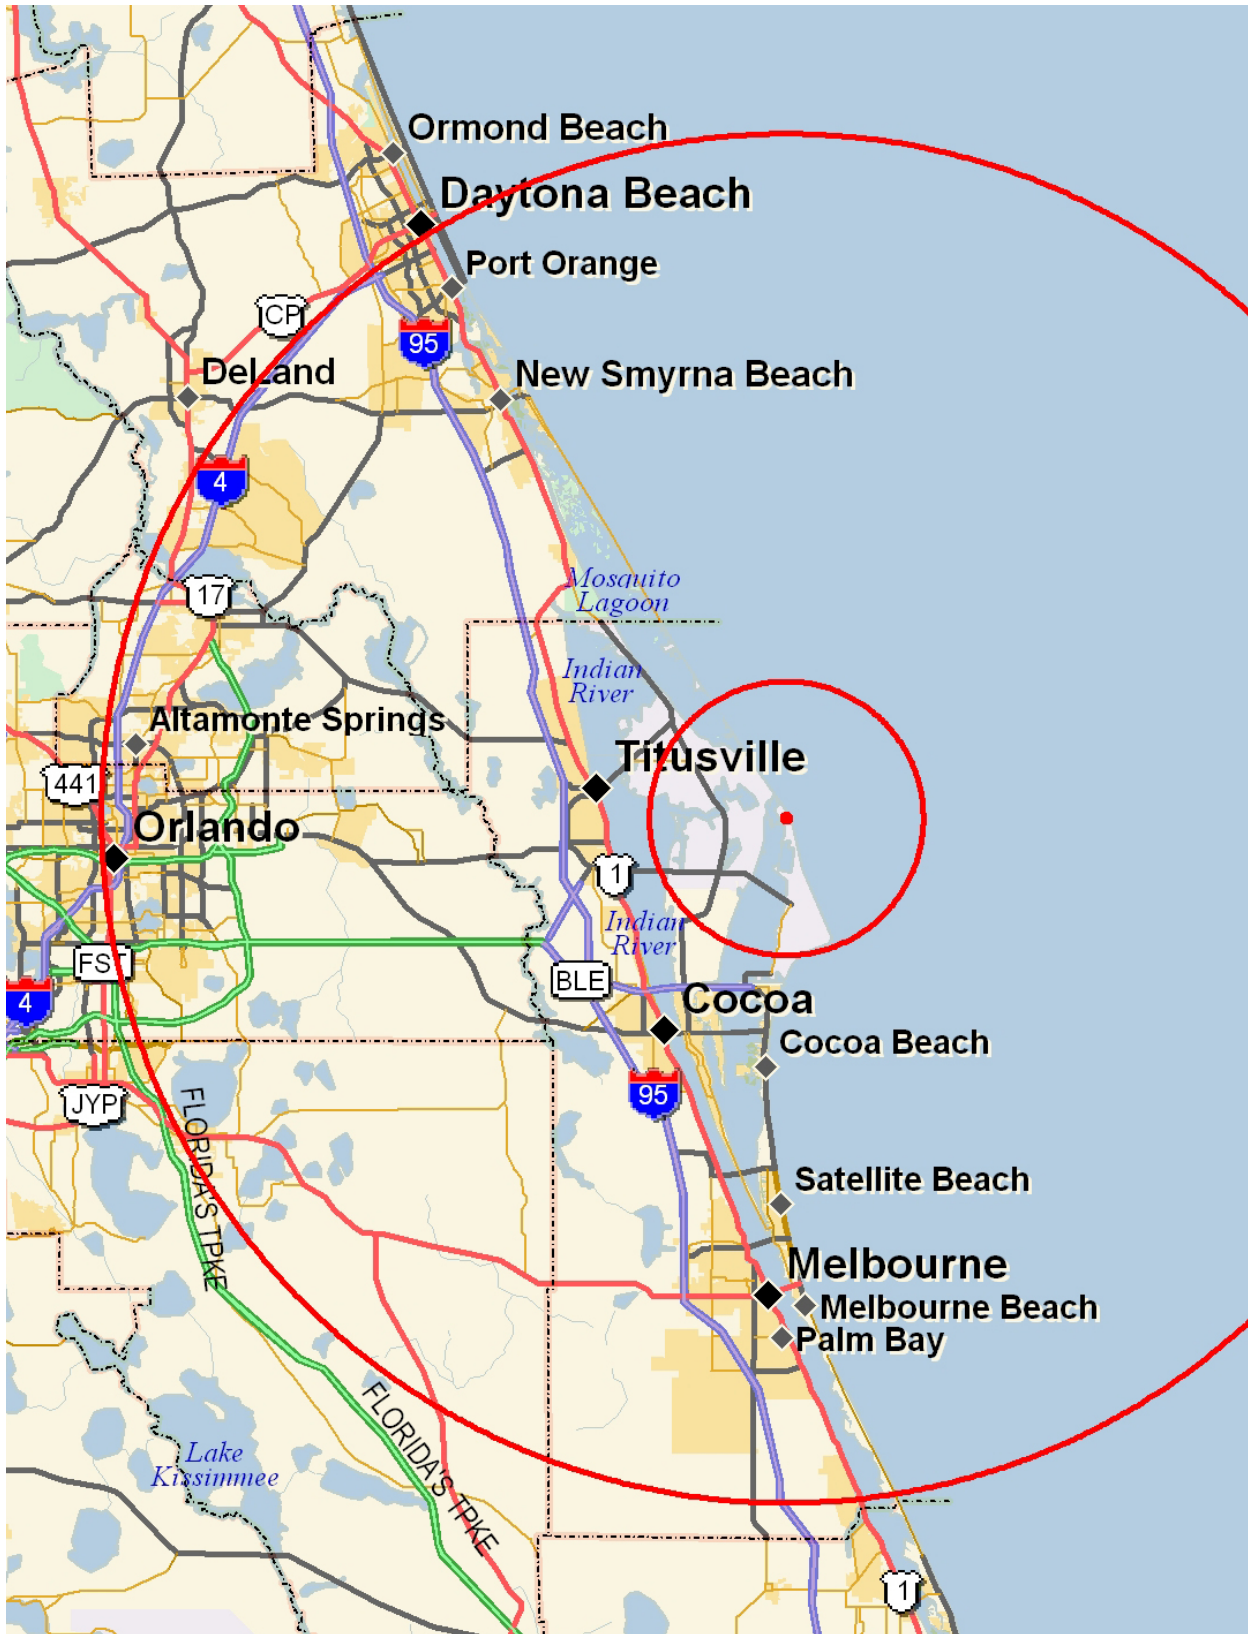 Ormond Beach
Daytona Beach
Port Orange
CP
95
DeLand
New Smyrna Beach
4
Mosquito
Lagoon
17
Indian
River
Altamonte Springs
Titusville
441
Orlando
1
Indian
River
FST
BLE
4
Cocoa
Cocoa Beach
95
JYP
FLORIDA'S TPKE
Satellite Beach
Melbourne
Melbourne Beach
Palm Bay
FLORIDA'S TPKE
Lake
Kissimmee
1